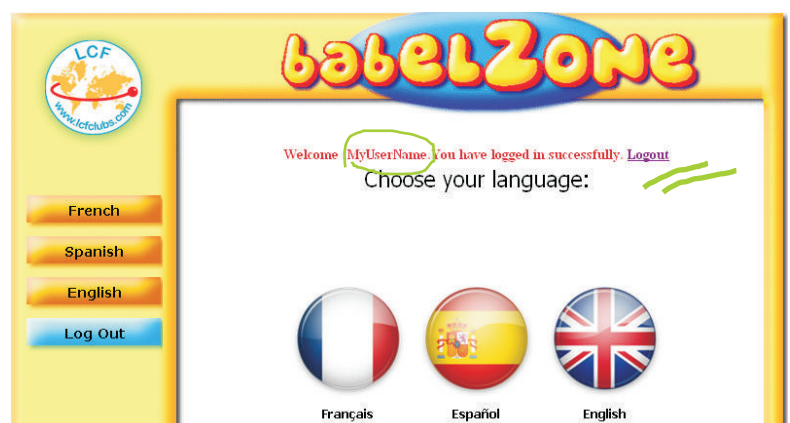 LCF
www.lcfclubs.com
babelZone
Welcome MyUserName. You have logged in successfully. Logout
Choose your language:
French
Spanish
English
Log Out
Français
Español
English